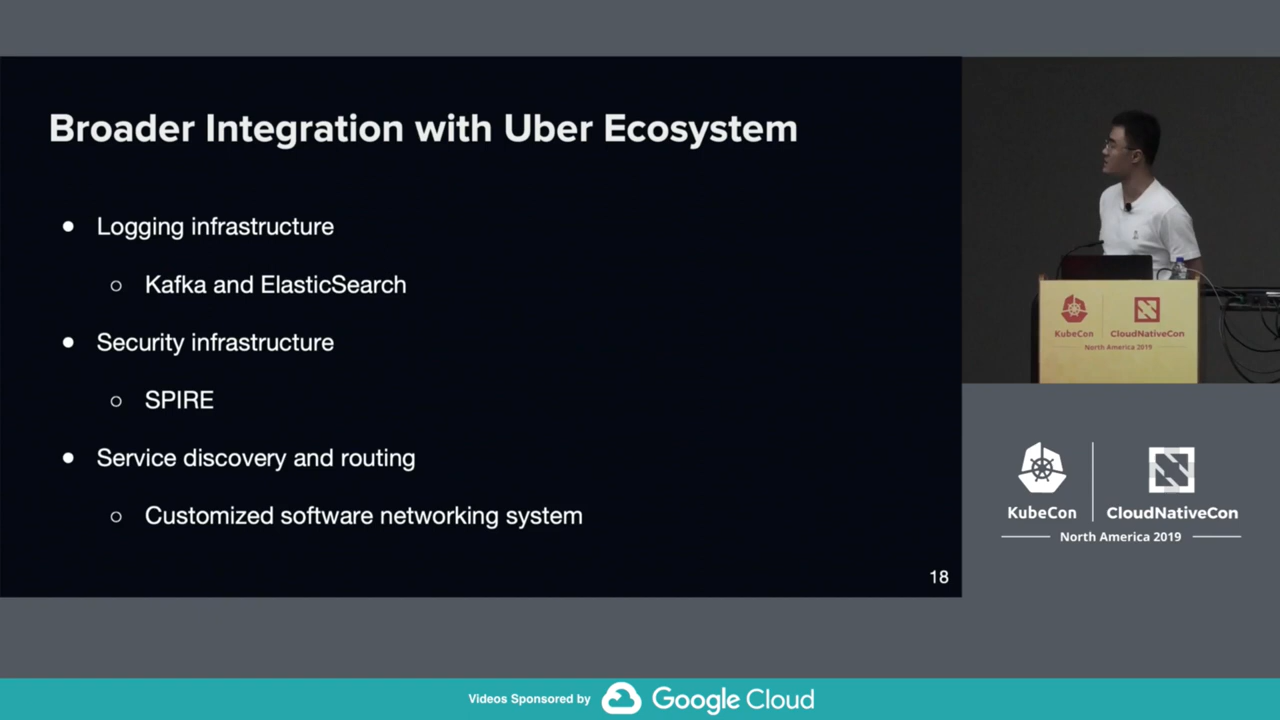 Broader Integration with Uber Ecosystem
● Logging infrastructure
○ Kafka and ElasticSearch
● Security infrastructure
○ SPIRE
● Service discovery and routing
○ Customized software networking system
18
KubeCon
CloudNativeCon
North America 2019
KubeCon
CloudNativeCon
North America 2019
Videos Sponsored by
Google Cloud